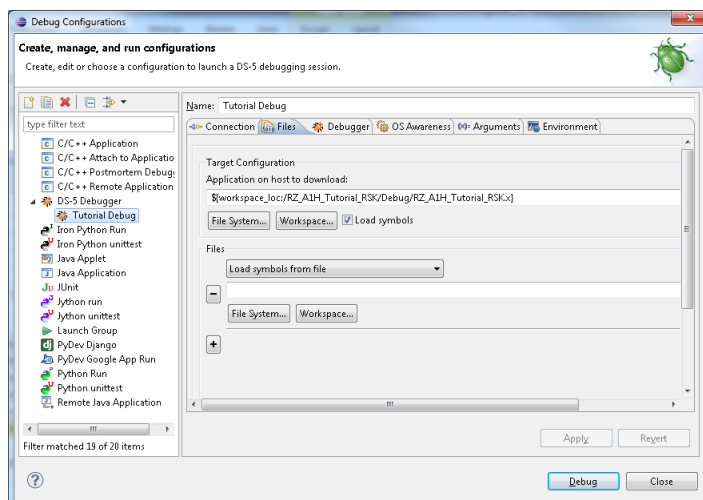 Debug Configurations
Create, manage, and run configurations
Create, edit or choose a configuration to launch a DS-5 debugging session.
type filter text
C/C++ Application
C/C++ Attach to Applicatio
C/C++ Postmortem Debug
C/C++ Remote Application
DS-5 Debugger
Tutorial Debug
Iron Python Run
Iron Python unittest
Java Applet
Java Application
JUnit
Jython run
Jython unittest
Launch Group
PyDev Django
PyDev Google App Run
Python Run
Python unittest
Remote Java Application
Filter matched 19 of 20 items
Name: Tutorial Debug
Connection Files Debugger OS Awareness Arguments Environment
Target Configuration
Application on host to download:
${workspace_loc:/RZ_A1H_Tutorial_RSK/Debug/RZ_A1H_Tutorial_RSK.x}
File System... Workspace... Load symbols
Files
Load symbols from file
File System... Workspace...
Apply Revert
Debug Close